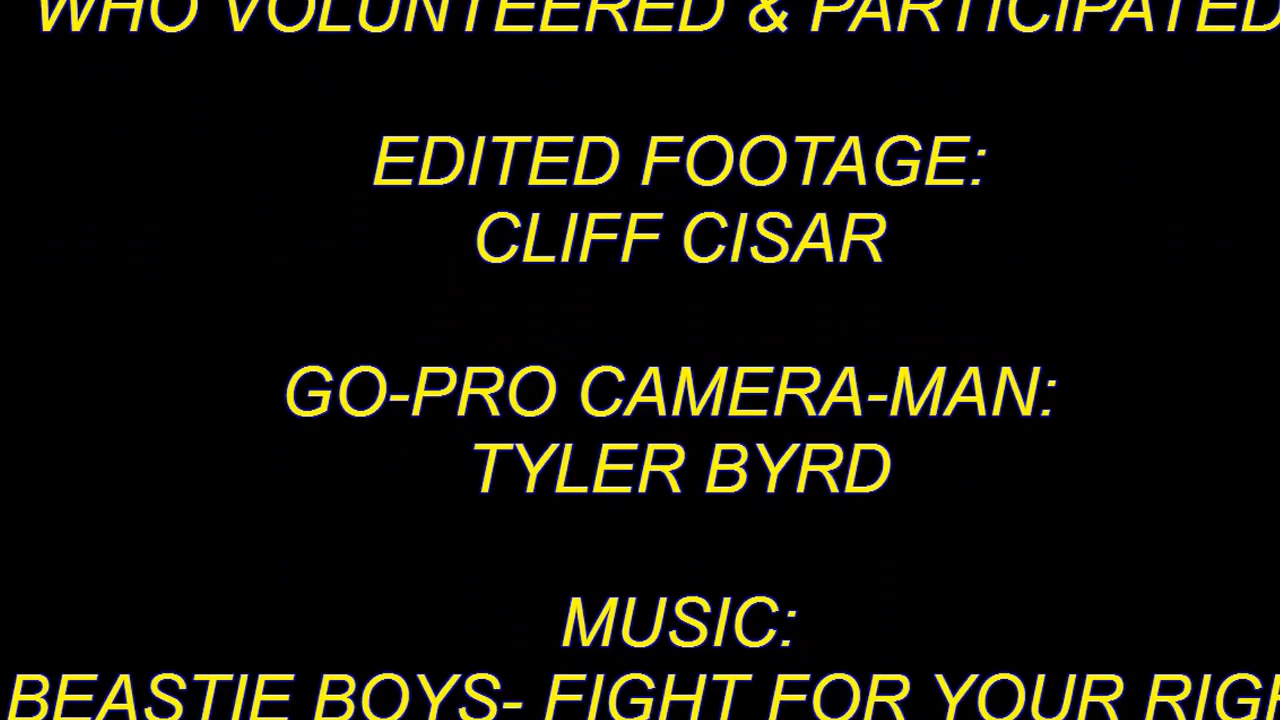 WHO VOLUNTEERED & PARTICIPATED
EDITED FOOTAGE:
CLIFF CISAR
GO-PRO CAMERA-MAN:
TYLER BYRD
MUSIC:
BEASTIE BOYS- FIGHT FOR YOUR